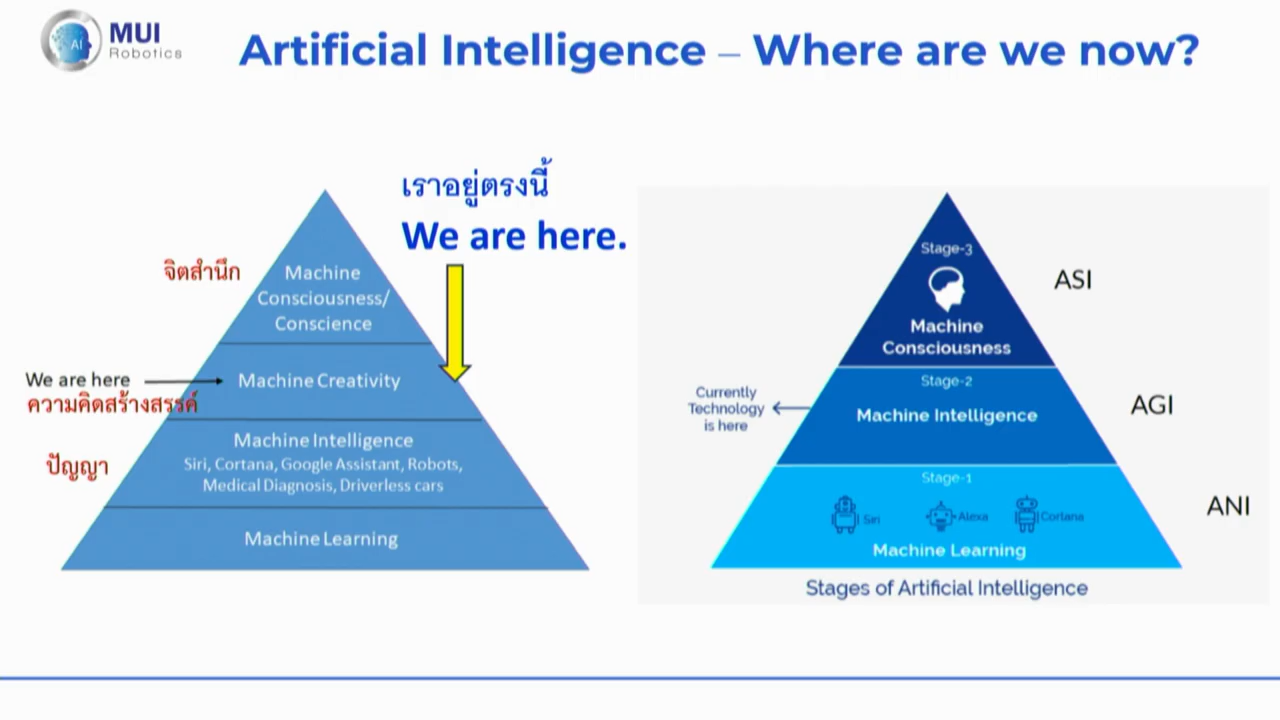 MUI
Robotics
AI
Artificial Intelligence – Where are we now?
เราอยู่ตรงนี้
We are here.
จิตสำนึก
Machine
Consciousness/
Conscience
We are here
Machine Creativity
ความคิดสร้างสรรค์
Machine Intelligence
ปัญญา
Siri, Cortana, Google Assistant, Robots,
Medical Diagnosis, Driverless cars
Machine Learning
Stage-3
ASI
Machine
Consciousness
Stage-2
Currently
Technology
is here
Machine Intelligence
AGI
Stage-1
ANI
Siri
Alexa
Cortana
Machine Learning
Stages of Artificial Intelligence